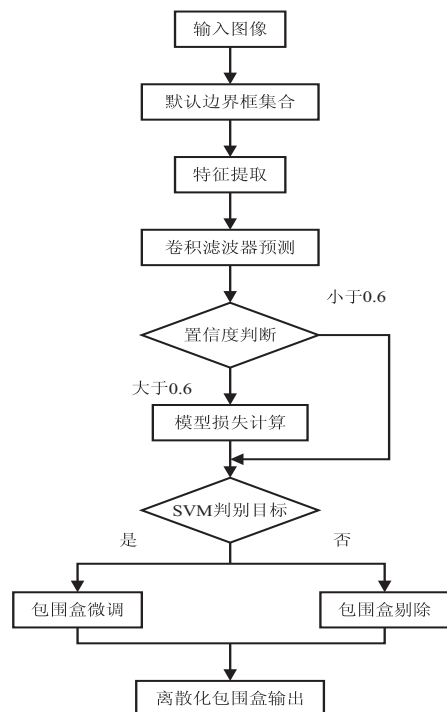 输入图像
默认边界框集合
特征提取
卷积滤波器预测
小于0.6
置信度判断
大于0.6
模型损失计算
SVM判别目标
是
否
包围盒微调
包围盒剔除
离散化包围盒输出